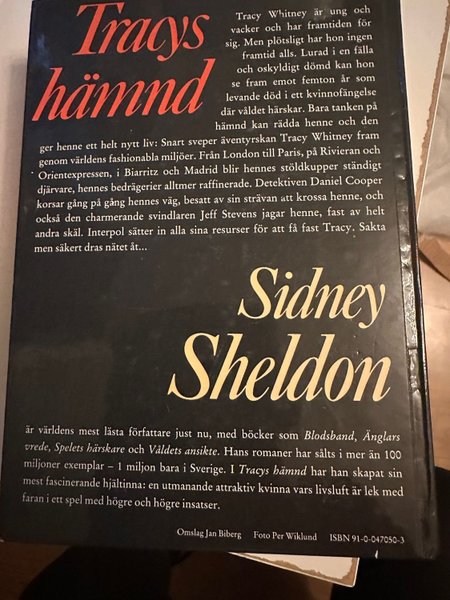 Tracys
hämnd
Tracy Whitney är ung och
vacker och har framtiden för
sig. Men plötsligt har hon ingen
framtid alls. Lurad i en fälla
och oskyldigt dömd kan hon
se fram emot femton år som
levande död i ett kvinnofängelse
där våldet härskar. Bara tanken på
hämnd kan rädda henne och den
ger henne ett helt nytt liv: Snart sveper äventyrskan Tracy Whitney fram
genom världens fashionabla miljöer. Från London till Paris, på Rivieran och
Orientexpressen, i Biarritz och Madrid blir hennes stöldkupper ständigt
djärvare, hennes bedrägerier alltmer raffinerade. Detektiven Daniel Cooper
korsar gång på gång hennes väg, besatt av sin strävan att krossa henne, och
också den charmerande svindlaren Jeff Stevens jagar henne, fast av helt
andra skäl. Interpol sätter in alla sina resurser för att få fast Tracy. Sakta
men säkert dras nätet åt...
Sidney
Sheldon
är världens mest lästa författare just nu, med böcker som Blodsband, Änglars
vrede, Spelets härskare och Våldets ansikte. Hans romaner har sålts i mer än 100
miljoner exemplar – 1 miljon bara i Sverige. I Tracys hämnd har han skapat sin
mest fascinerande hjältinna: en utmanande attraktiv kvinna vars livsluft är lek med
faran i ett spel med högre och högre insatser.
Omslag Jan Biberg Foto Per Wiklund ISBN 91-0-047050-3